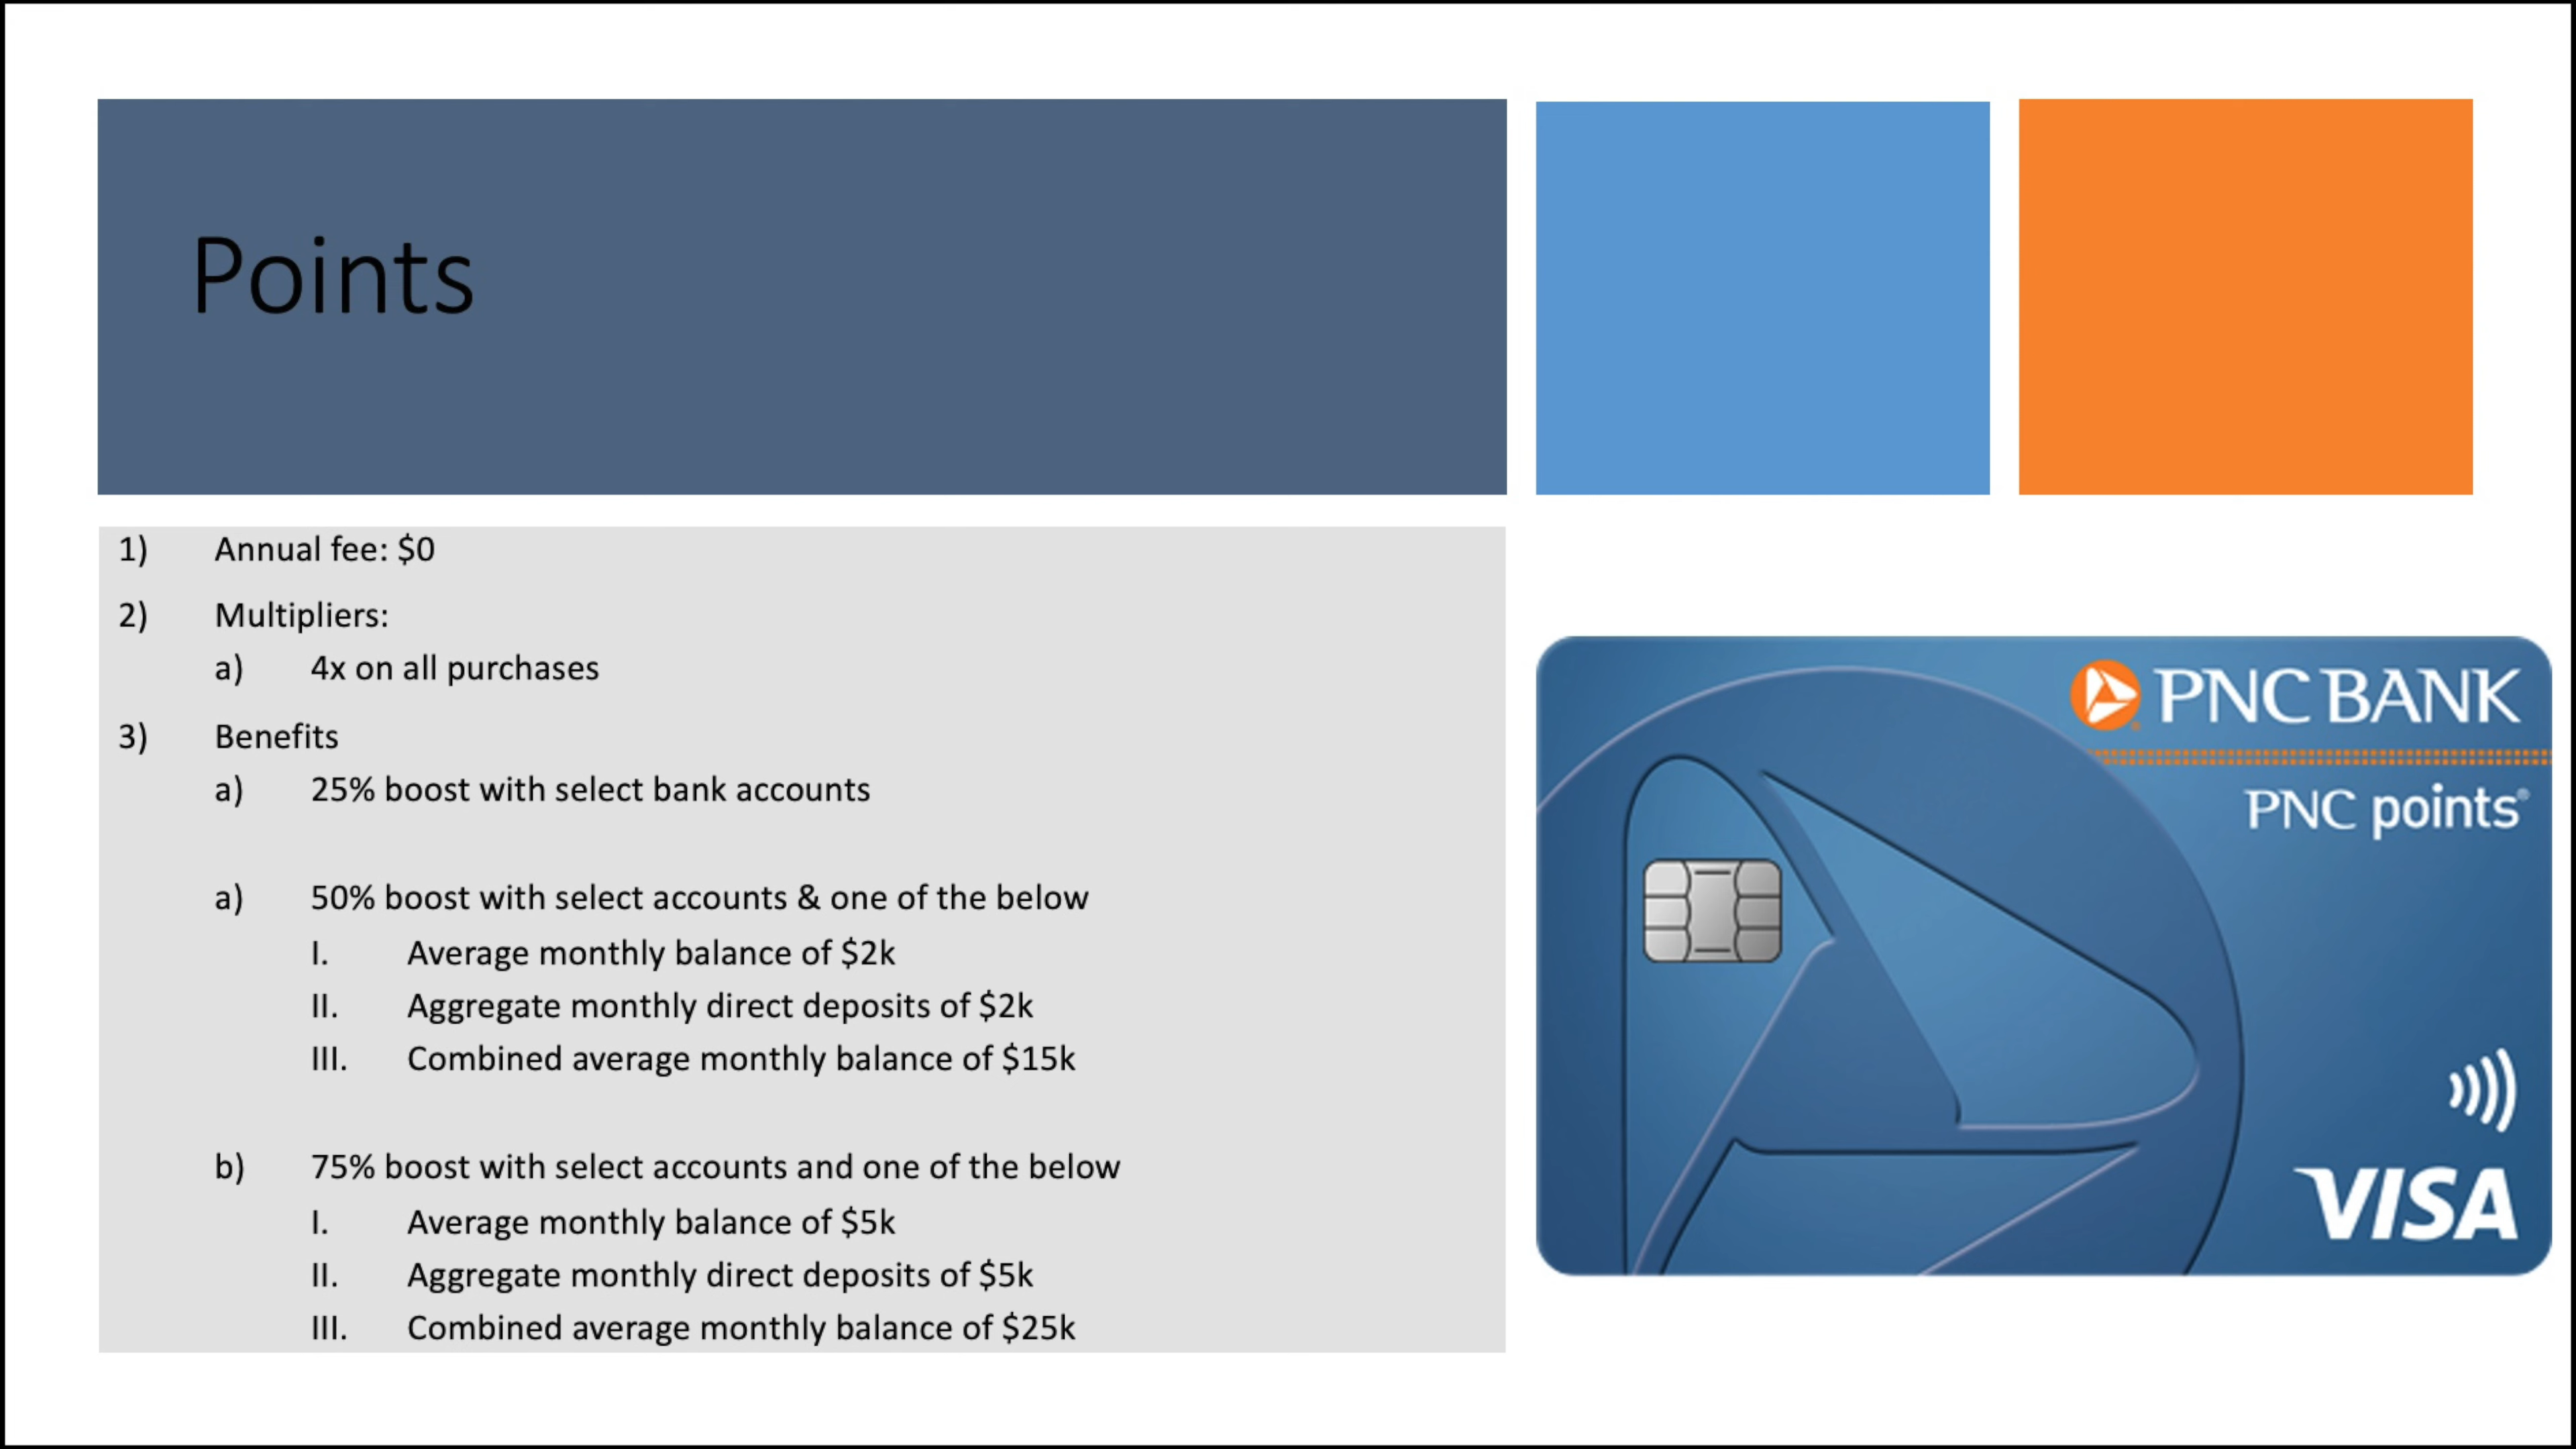 Points
1) Annual fee: $0
2) Multipliers:
a) 4x on all purchases
3) Benefits
a) 25% boost with select bank accounts
a) 50% boost with select accounts & one of the below
I. Average monthly balance of $2k
II. Aggregate monthly direct deposits of $2k
III. Combined average monthly balance of $15k
b) 75% boost with select accounts and one of the below
I. Average monthly balance of $5k
II. Aggregate monthly direct deposits of $5k
III. Combined average monthly balance of $25k
PNC BANK
PNC points®
VISA